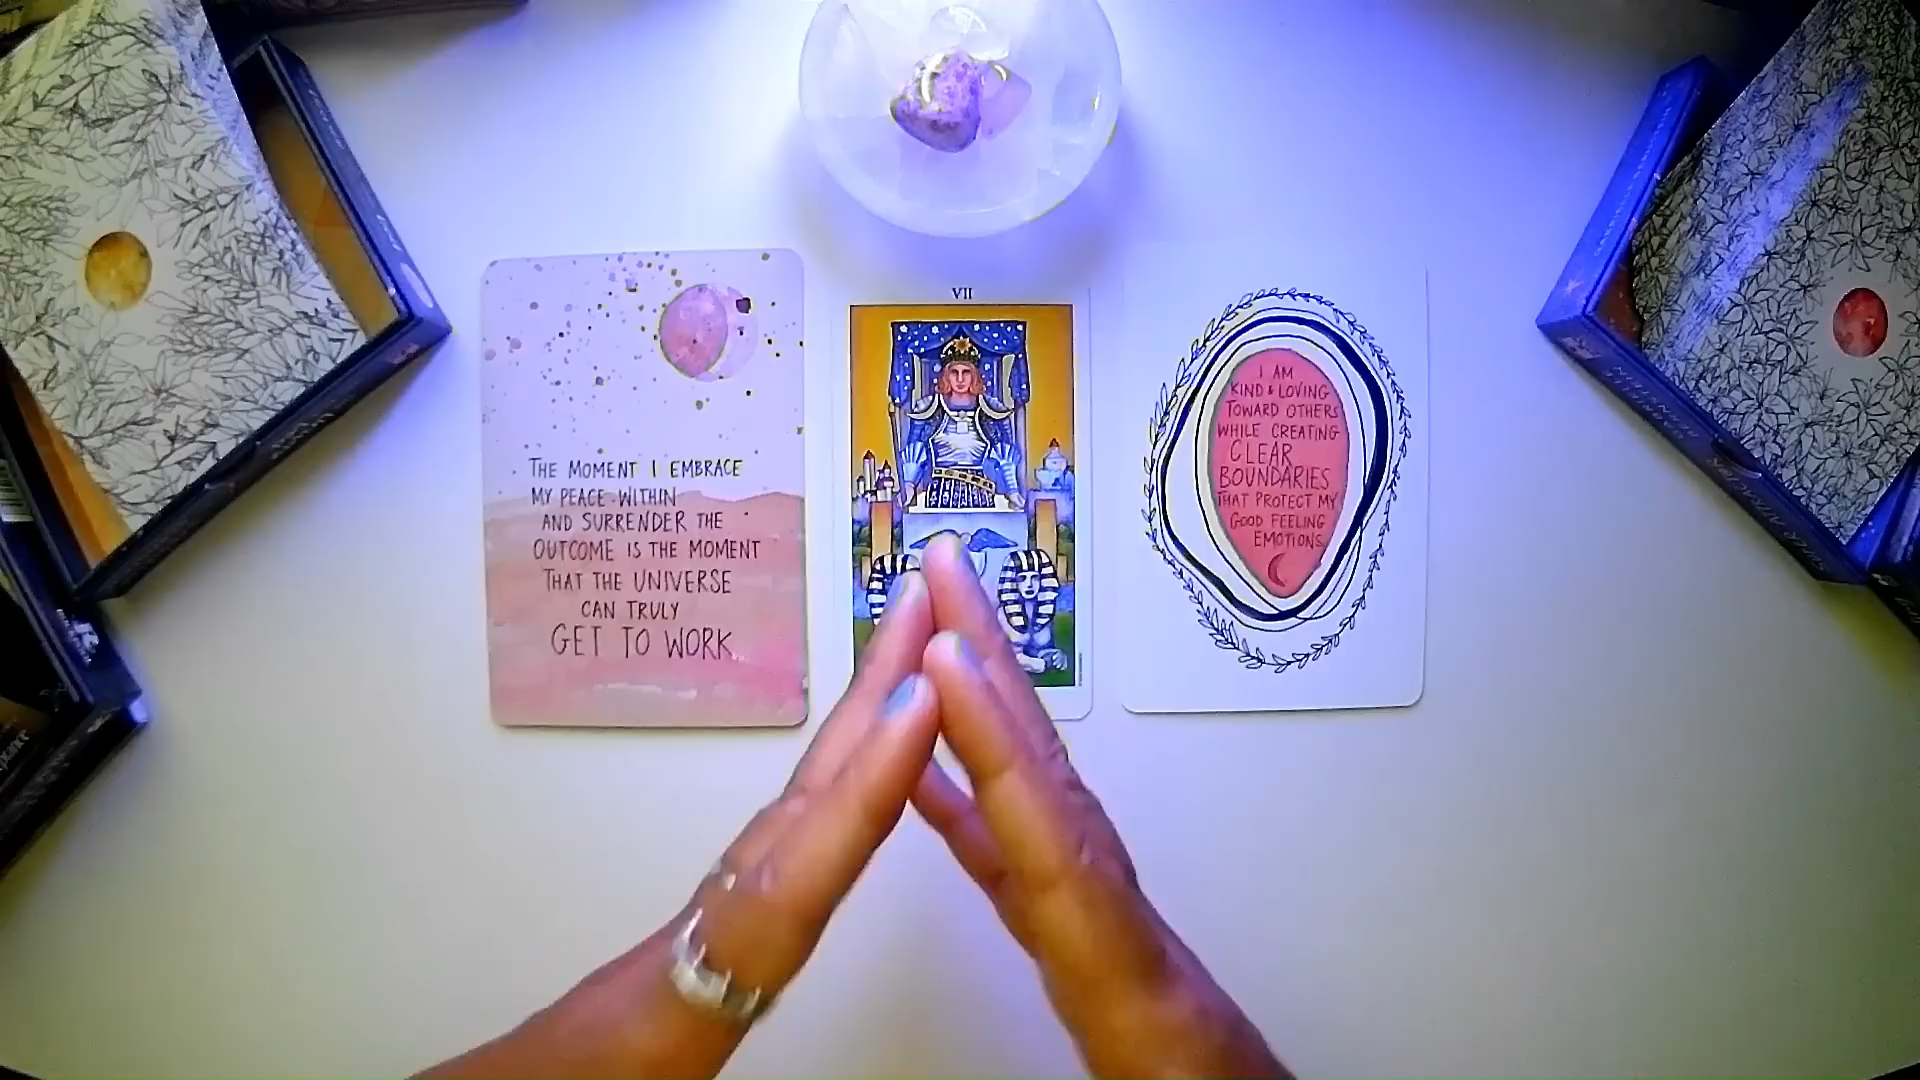 THE MOMENT I EMBRACE
MY PEACE WITHIN
AND SURRENDER THE
OUTCOME IS THE MOMENT
THAT THE UNIVERSE
CAN TRULY
GET TO WORK
VII
I AM
KIND & LOVING
TOWARD OTHERS
WHILE CREATING
CLEAR
BOUNDARIES
THAT PROTECT MY
GOOD FEELING
EMOTIONS